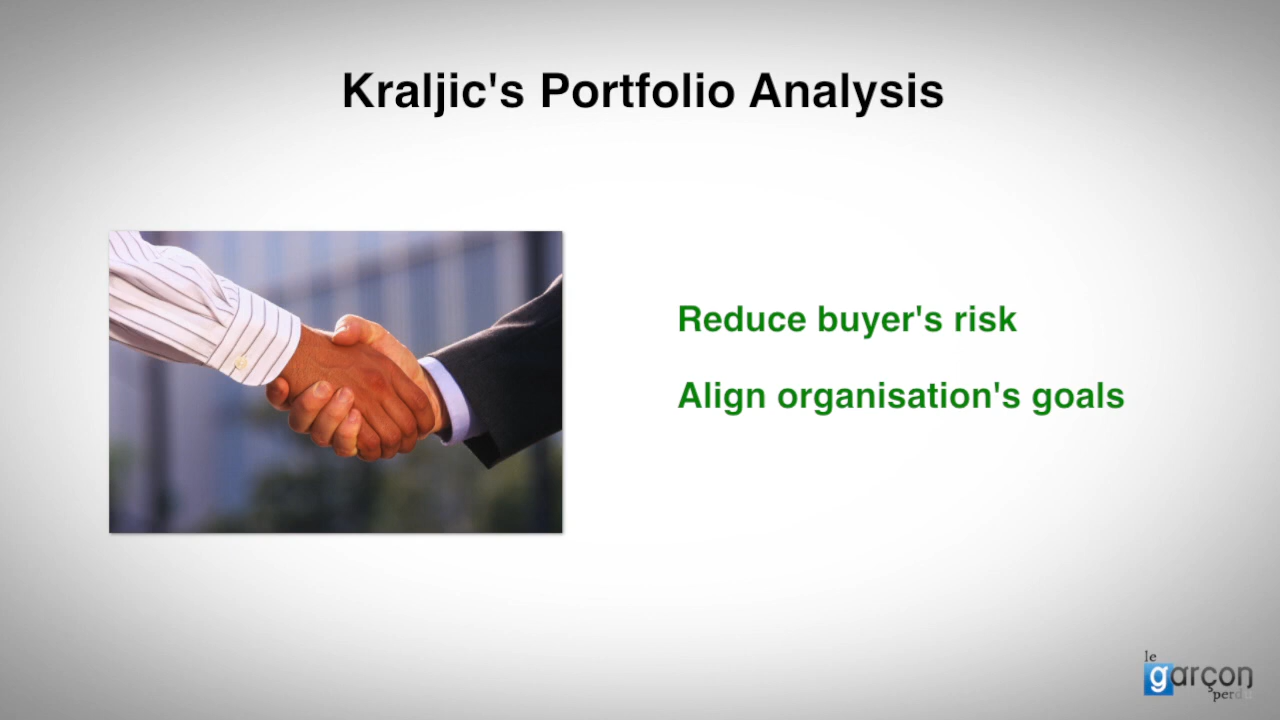 Kraljic's Portfolio Analysis
Reduce buyer's risk
Align organisation's goals
le
garçon